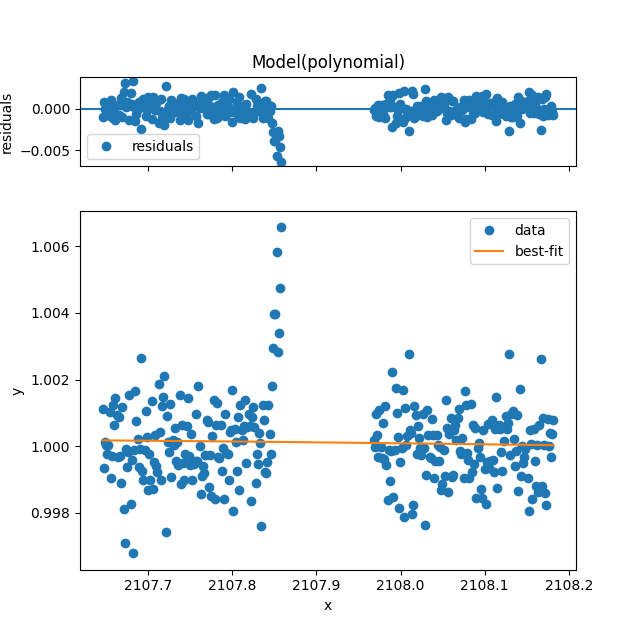 Model(polynomial)
residuals
0.000
−0.005
residuals
y
1.006
1.004
1.002
1.000
0.998
data
best-fit
2107.7 2107.8 2107.9 2108.0 2108.1 2108.2
x